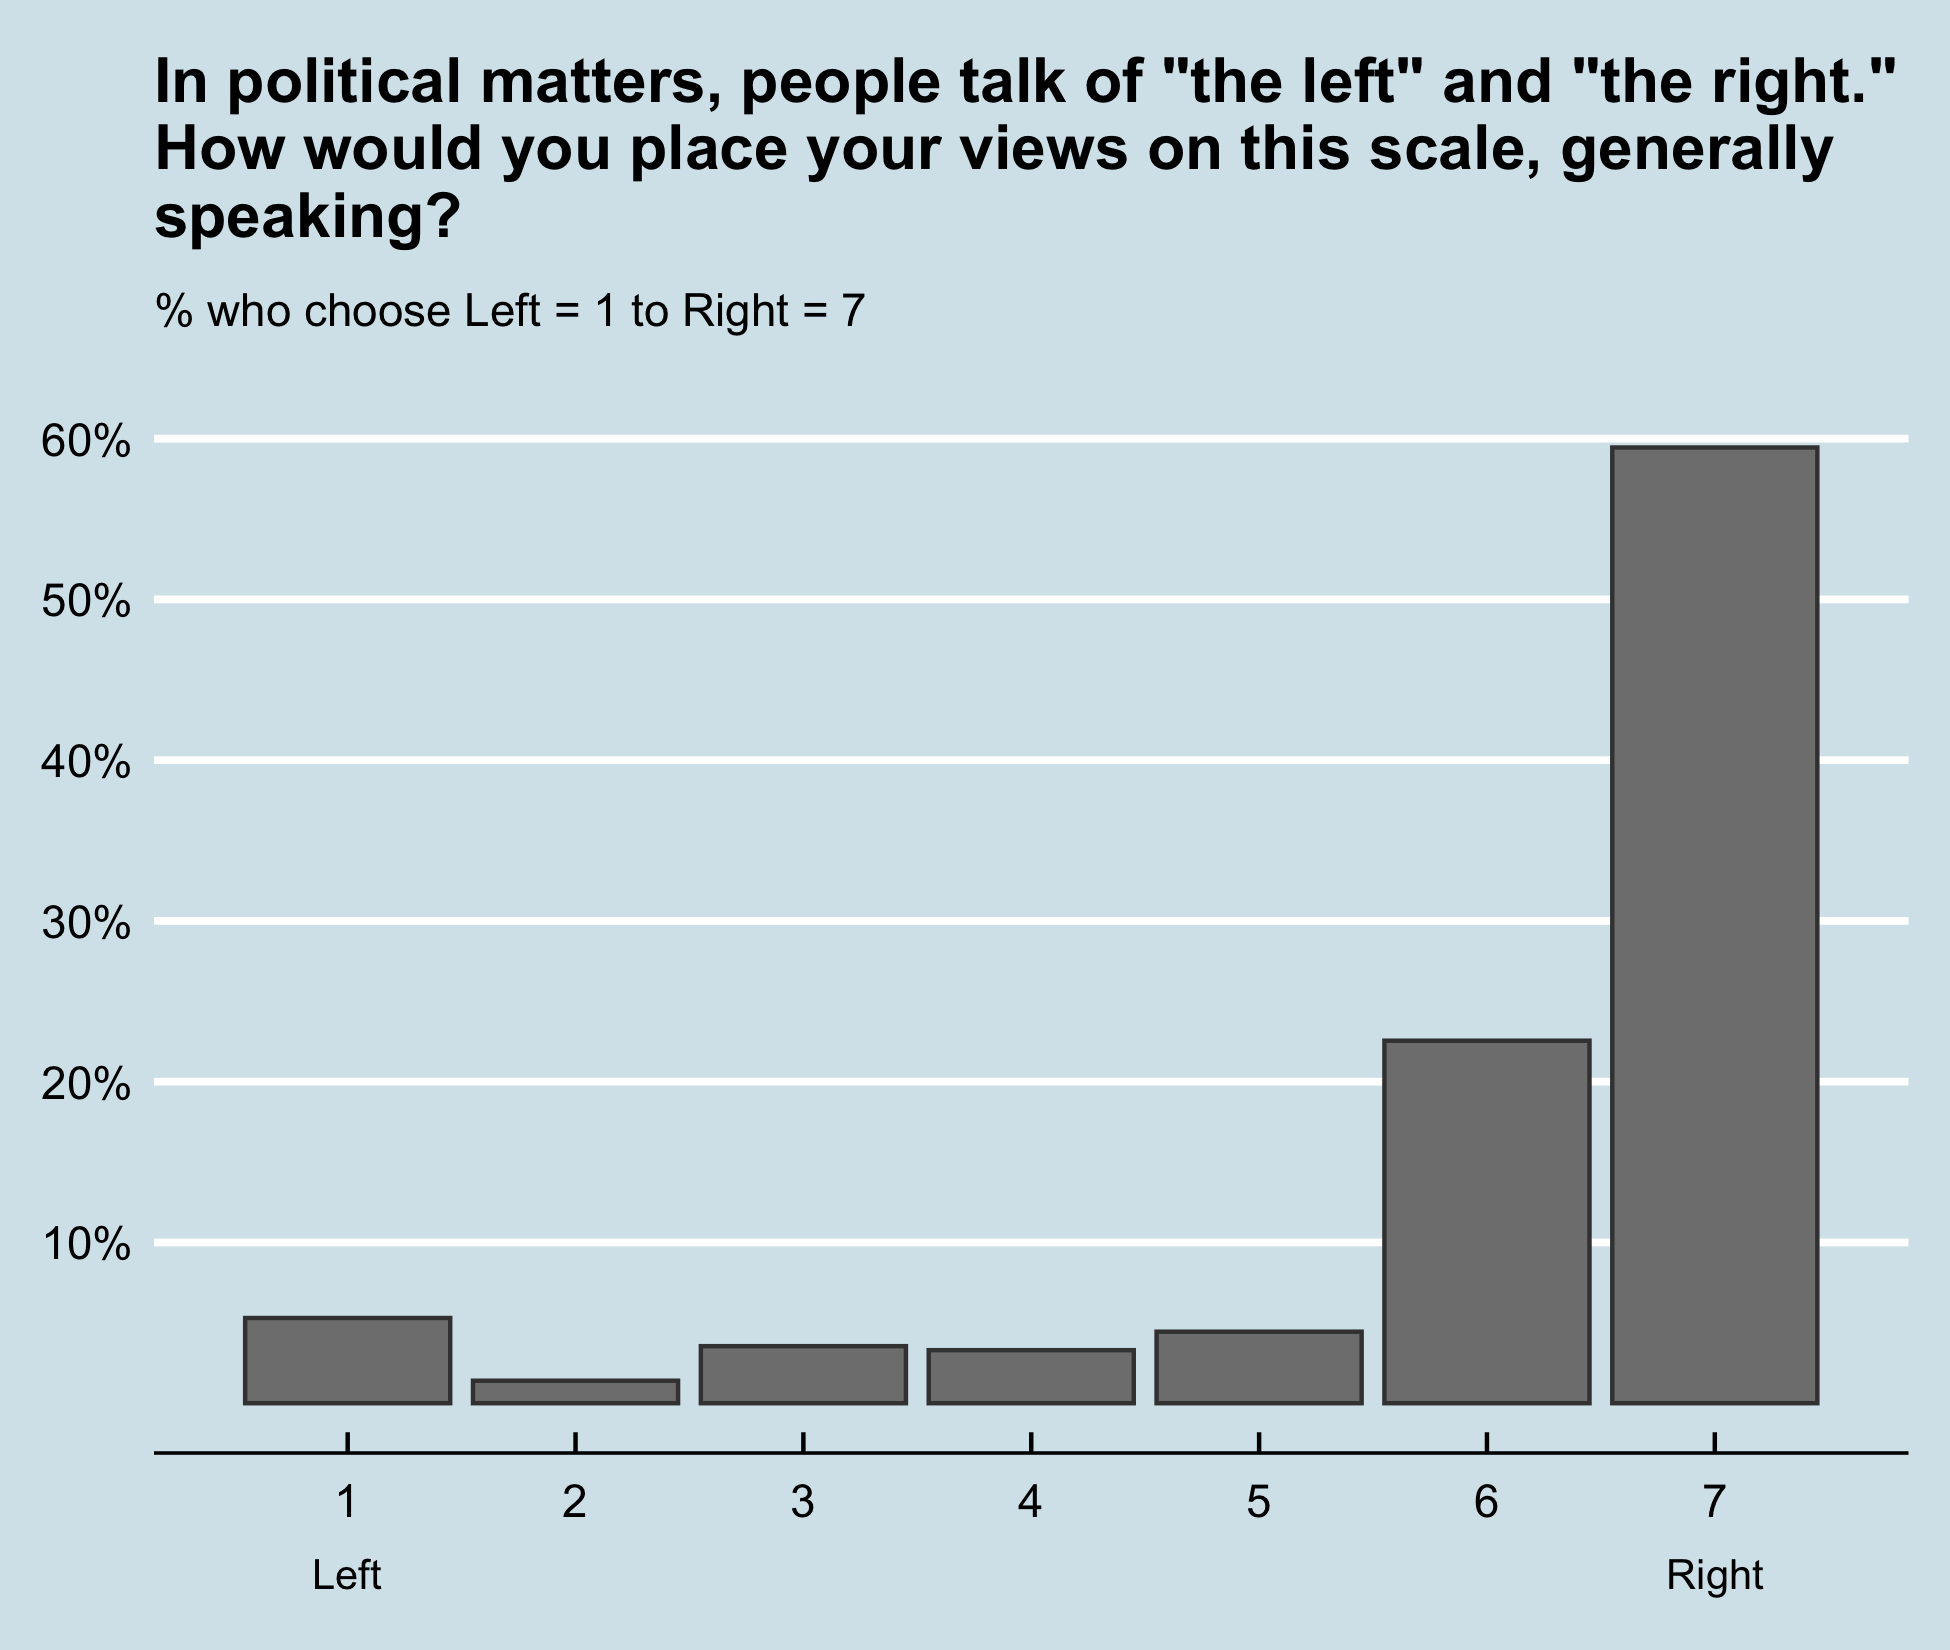 In political matters, people talk of "the left" and "the right."
How would you place your views on this scale, generally
speaking?
% who choose Left = 1 to Right = 7
60%
50%
40%
30%
20%
10%
1 2 3 4 5 6 7
Left Right